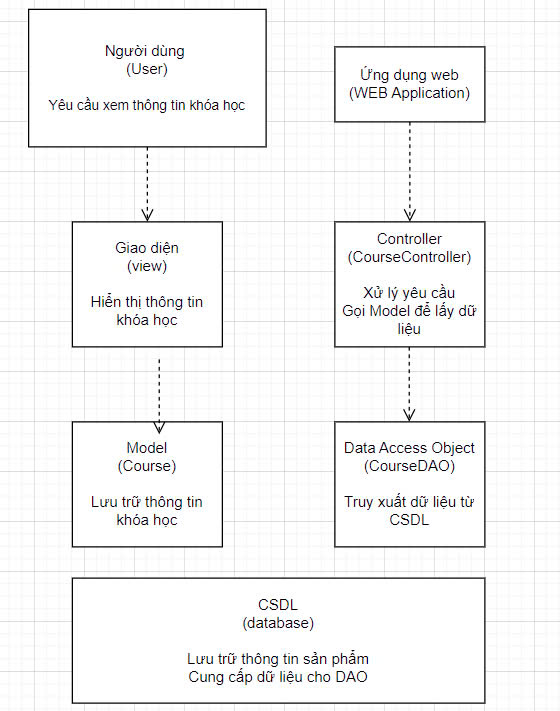 Người dùng
(User)
Yêu cầu xem thông tin khóa học
Ứng dụng web
(WEB Application)
Giao diện
(view)
Hiển thị thông tin
khóa học
Controller
(CourseController)
Xử lý yêu cầu
Gọi Model để lấy dữ
liệu
Model
(Course)
Lưu trữ thông tin
khóa học
Data Access Object
(CourseDAO)
Truy xuất dữ liệu từ
CSDL
CSDL
(database)
Lưu trữ thông tin sản phẩm
Cung cấp dữ liệu cho DAO